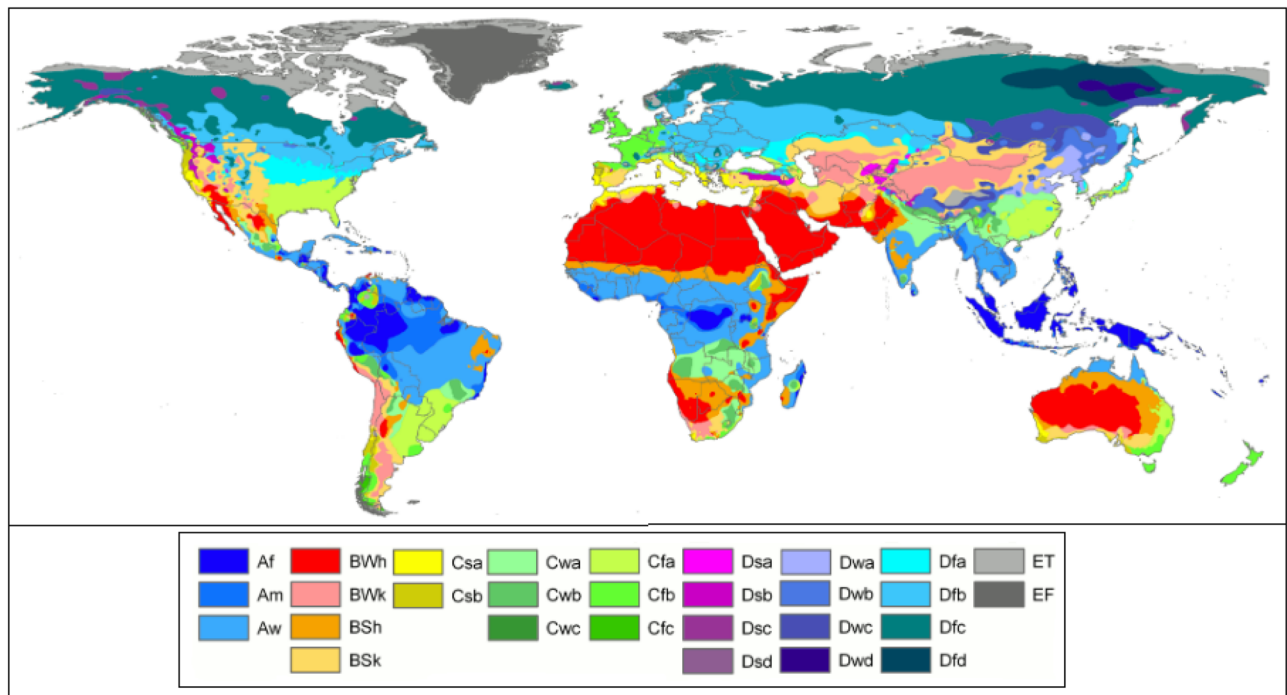 Af BWh Csa Cwa Cfa Dsa Dwa Dfa ET
Am BWk Csb Cwb Cfb Dsb Dwb Dfb EF
Aw BSh Cwc Cfc Dsc Dwc Dfc
BSk Dsd Dwd Dfd